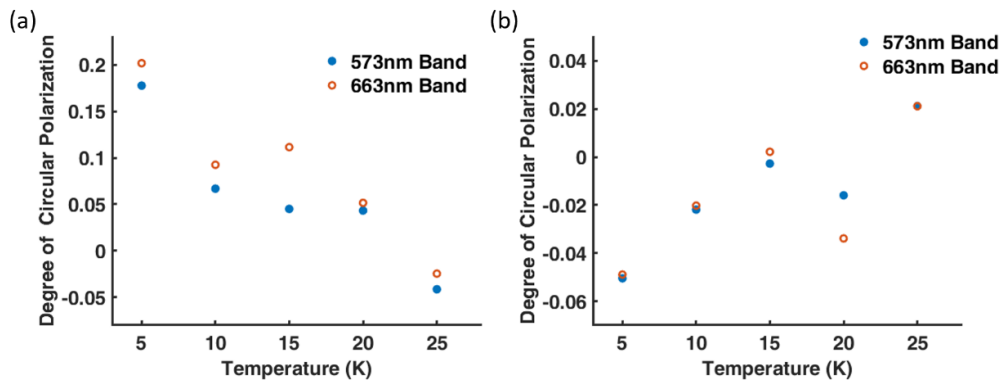 (a)
573nm Band
663nm Band
Degree of Circular Polarization
0.2
0.15
0.1
0.05
0
-0.05
5 10 15 20 25
Temperature (K)
(b)
573nm Band
663nm Band
Degree of Circular Polarization
0.04
0.02
0
-0.02
-0.04
-0.06
5 10 15 20 25
Temperature (K)